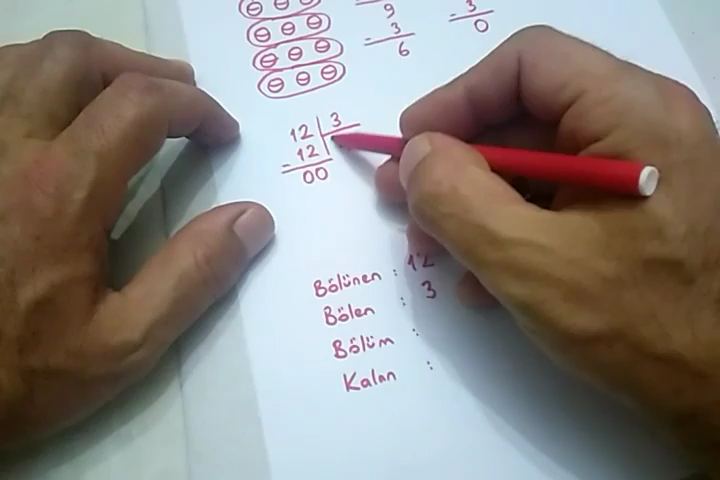 9
- 3
6
3
0
12 3
- 12
00
Bölünen : 12
Bölen : 3
Bölüm :
Kalan :